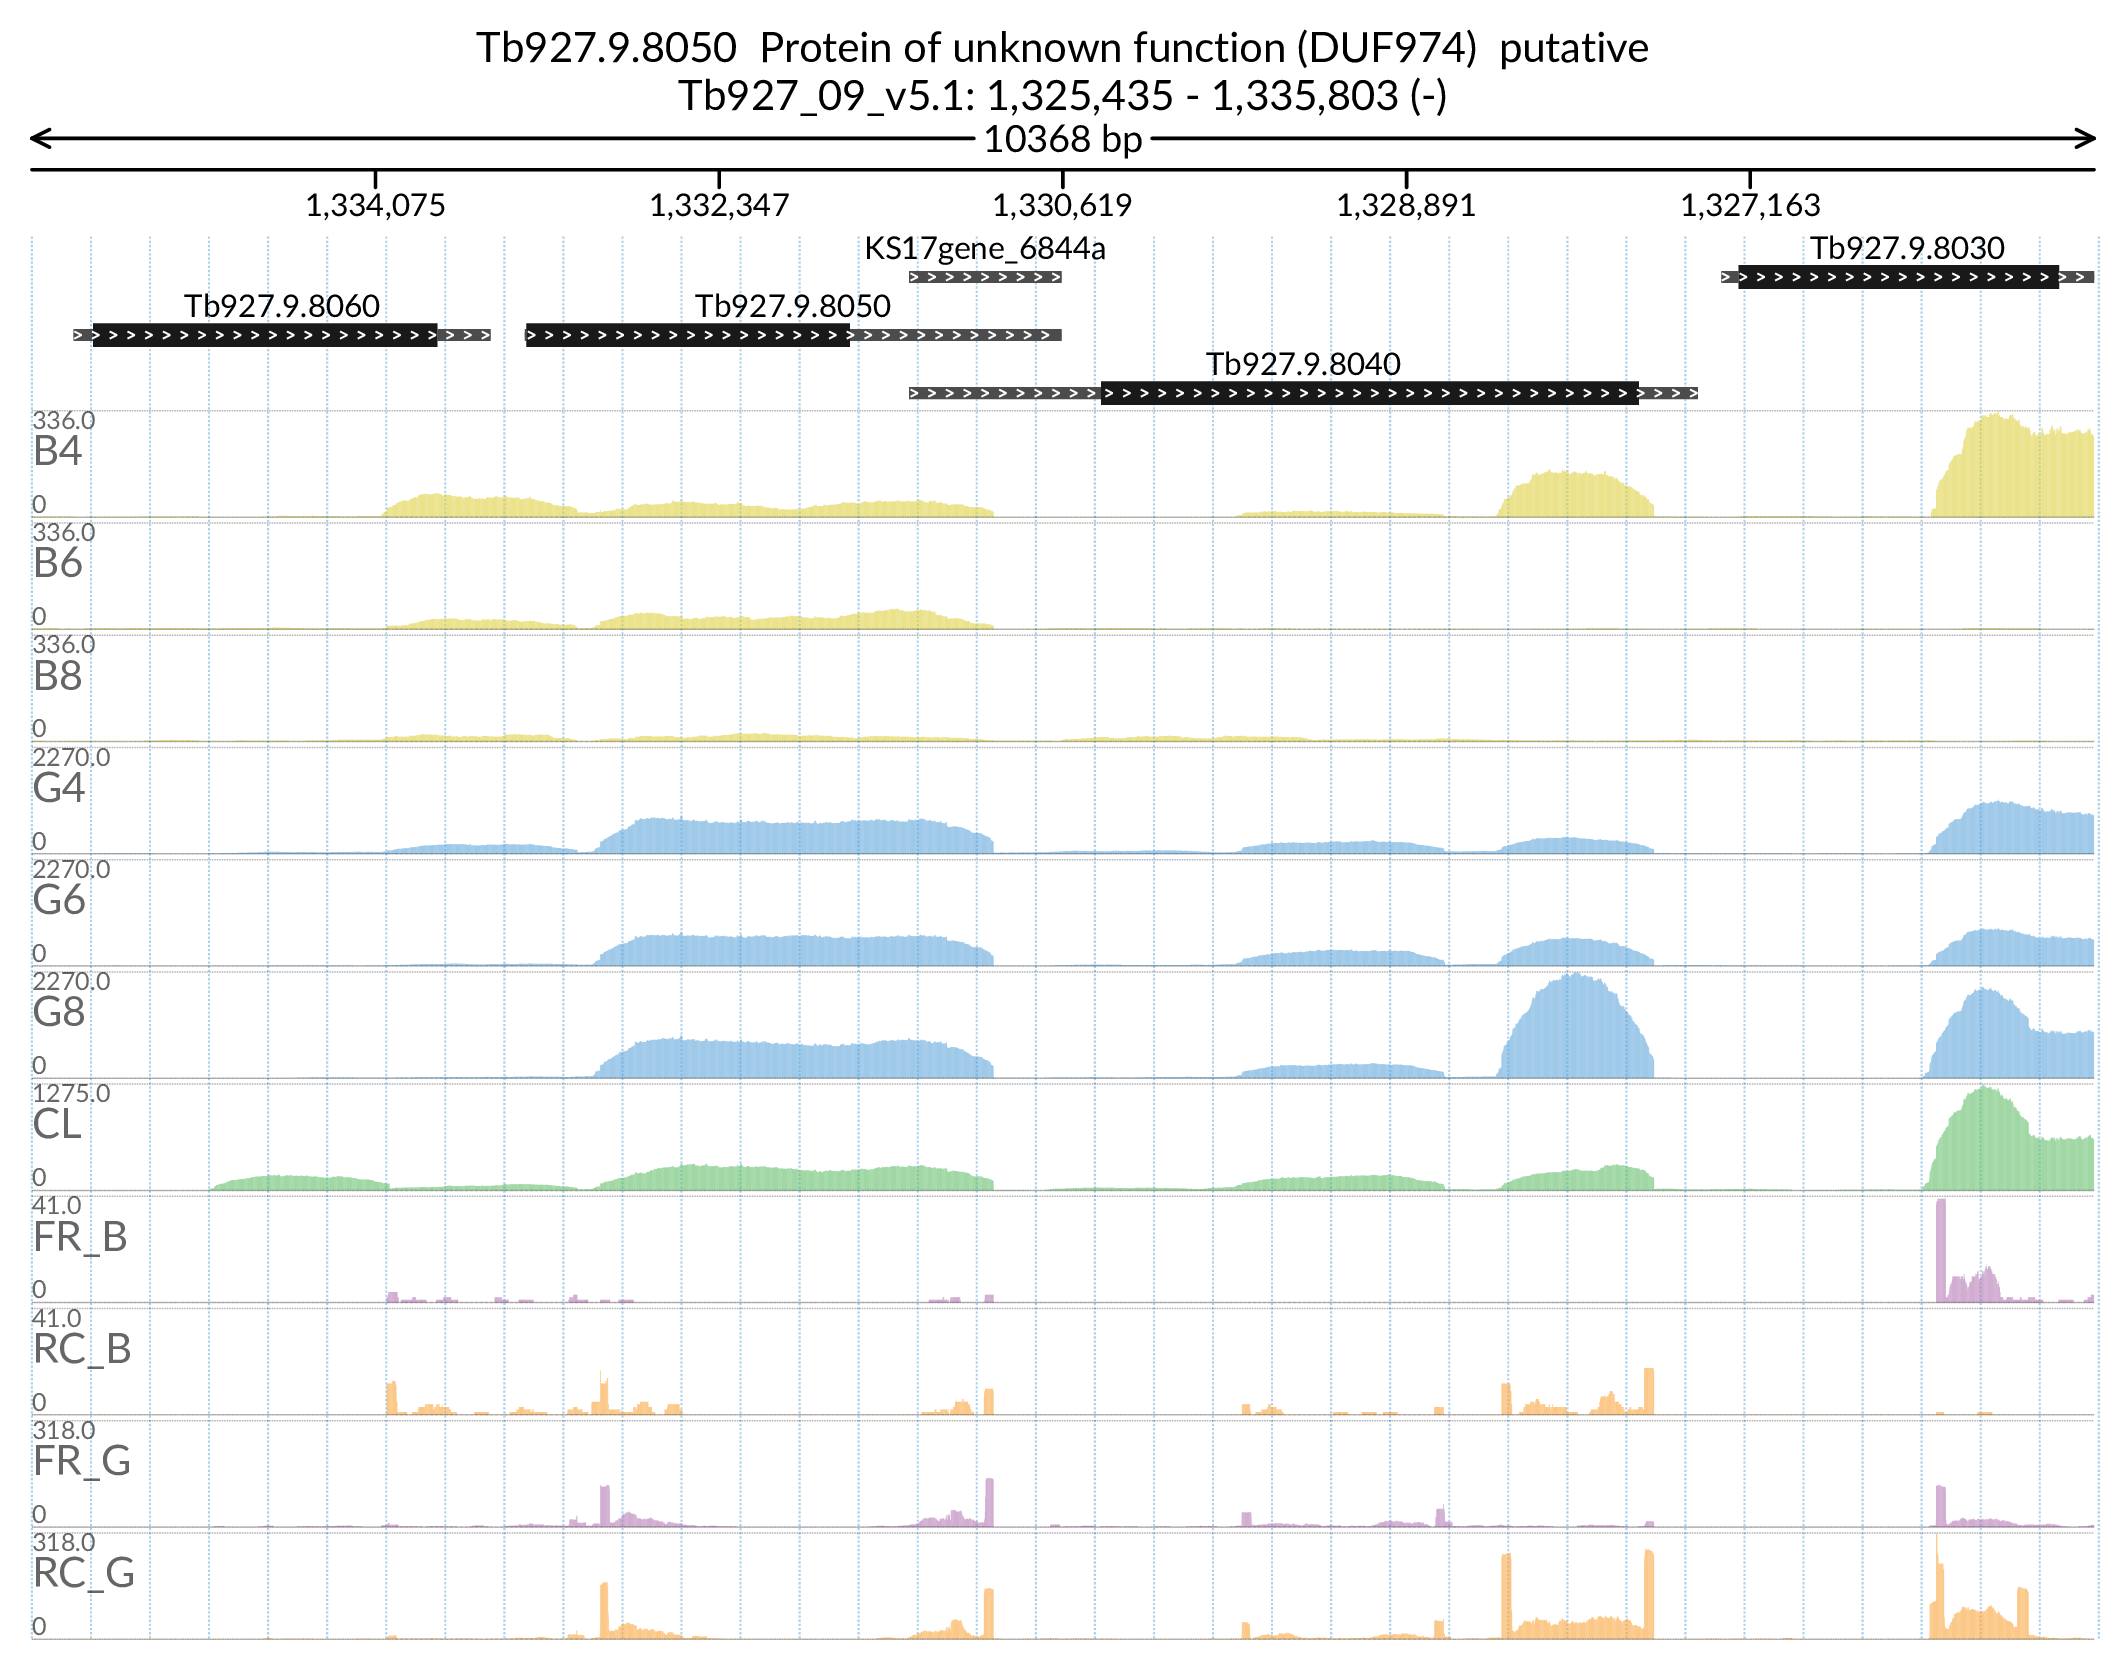 Tb927.9.8050  Protein of unknown function (DUF974)  putative
Tb927_09_v5.1: 1,325,435 - 1,335,803 (-)
10368 bp
1,334,075 1,332,347 1,330,619 1,328,891 1,327,163
KS17gene_6844a Tb927.9.8030
Tb927.9.8060 Tb927.9.8050
Tb927.9.8040
336.0
B4
0
336.0
B6
0
336.0
B8
0
2270.0
G4
0
2270.0
G6
0
2270.0
G8
0
1275.0
CL
0
41.0
FR_B
0
41.0
RC_B
0
318.0
FR_G
0
318.0
RC_G
0